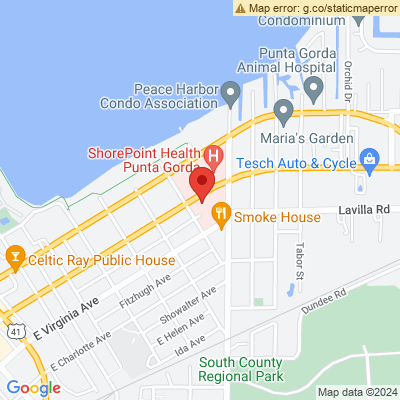 Map error: g.co/staticmaperror
Condominium
Punta Gorda
Animal Hospital
Orchid Dr
Peace Harbor
Condo Association
Maria's Garden
ShorePoint Health
Punta Gorda
H
Tesch Auto & Cycle
Smoke House
Lavilla Rd
Celtic Ray Public House
Tabor St
Fitzhugh Ave
E Virginia Ave
Showalter Ave
Dundee Rd
41
E Helen Ave
E Charlotte Ave
Ida Ave
South County
Regional Park
Google
Map data ©2024